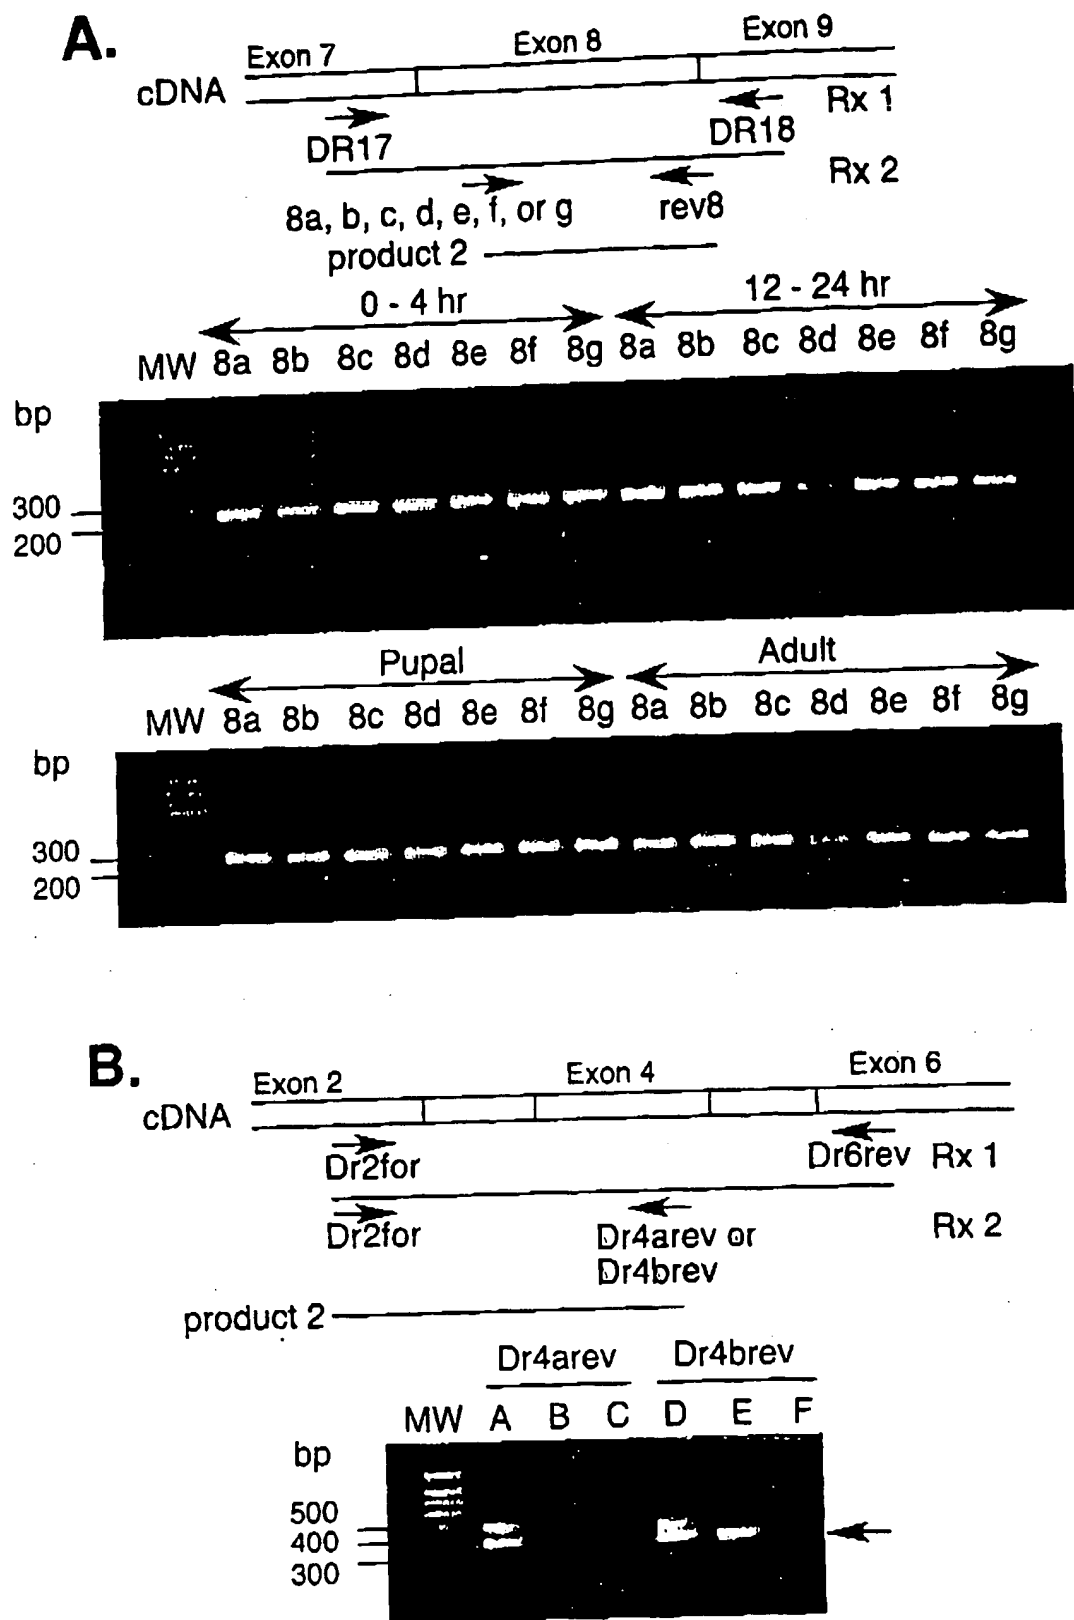 A.
Exon 7 Exon 8 Exon 9
cDNA
Rx 1
DR17 DR18
Rx 2
8a, b, c, d, e, f, or g rev8
product 2
0 - 4 hr 12 - 24 hr
MW 8a 8b 8c 8d 8e 8f 8g 8a 8b 8c 8d 8e 8f 8g
bp
300
200
Pupal Adult
MW 8a 8b 8c 8d 8e 8f 8g 8a 8b 8c 8d 8e 8f 8g
bp
300
200
B.
Exon 2 Exon 4 Exon 6
cDNA
Dr2for Dr6rev Rx 1
Dr2for Dr4arev or Rx 2
Dr4brev
product 2
Dr4arev Dr4brev
MW A B C D E F
bp
500
400
300